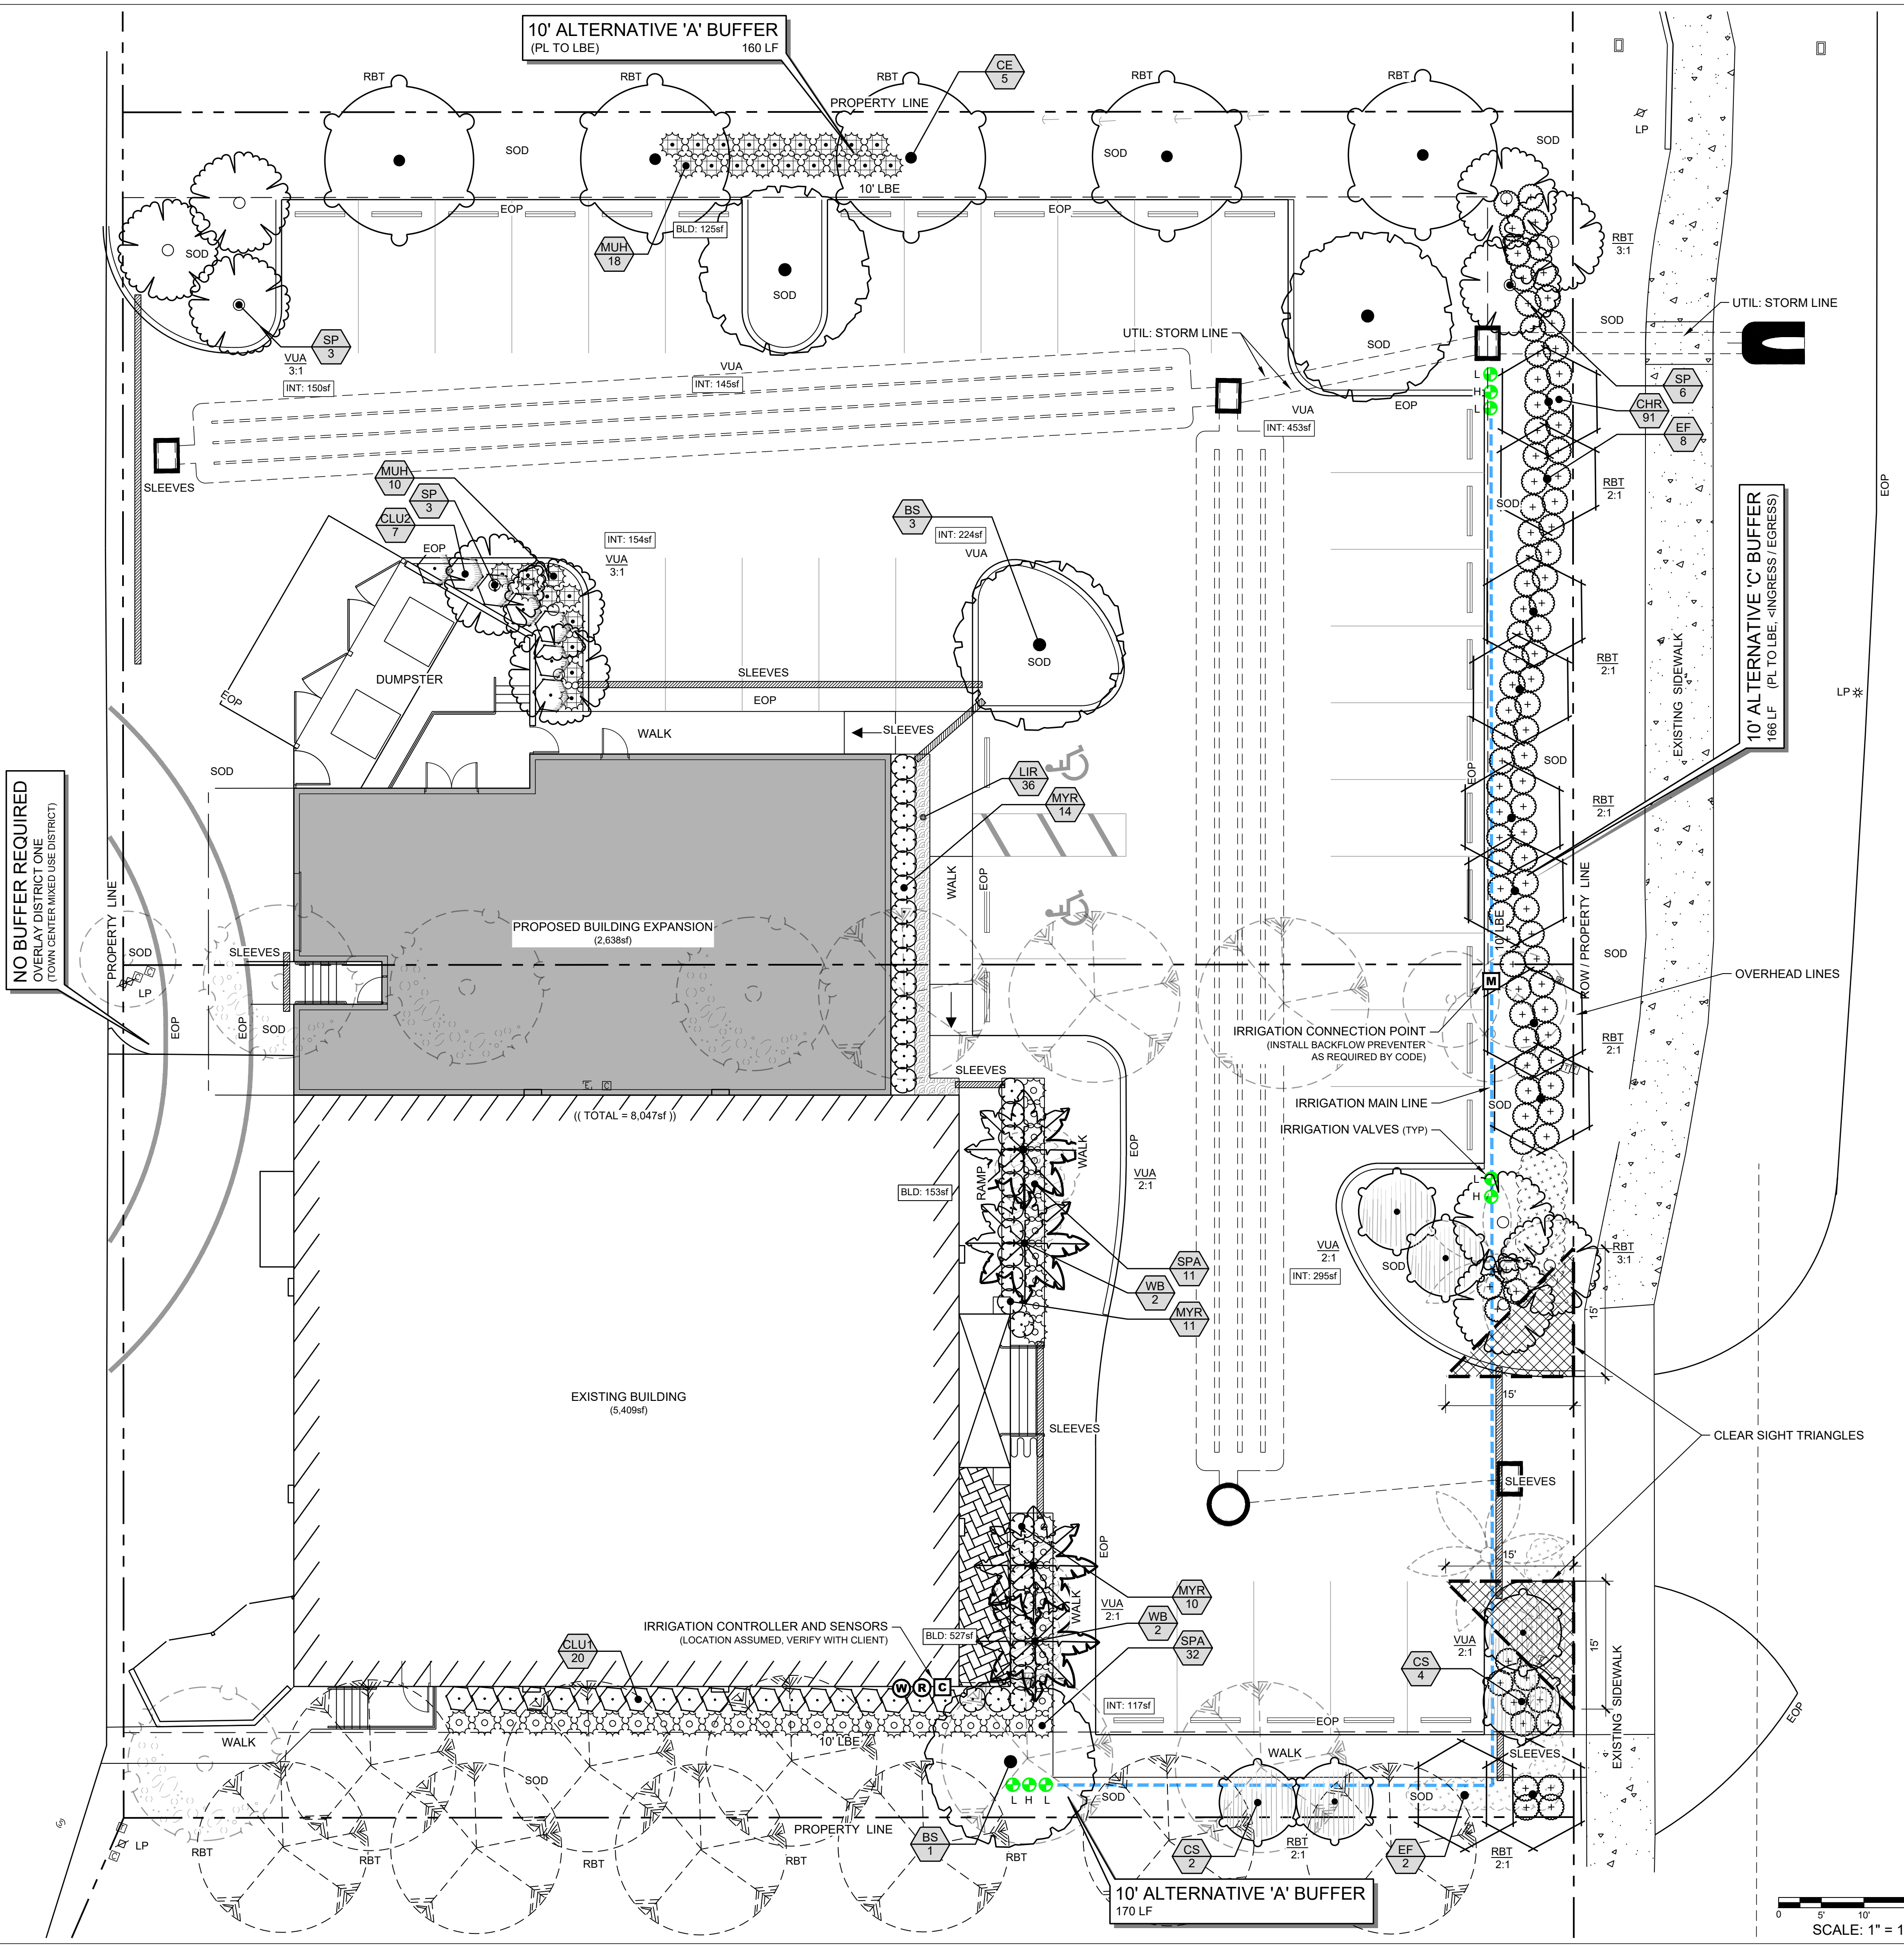 10' ALTERNATIVE 'A' BUFFER
(PL TO LBE) 160 LF
RBT
RBT
RBT
RBT
RBT
CE
5
PROPERTY LINE
LP
SOD
SOD
SOD
10' LBE
EOP
EOP
BLD: 125sf
MUH
18
SOD
SOD
RBT
3:1
UTIL: STORM LINE
SOD
UTIL: STORM LINE
SOD
SP
3
VUA
3:1
INT: 150sf
VUA
INT: 145sf
L
H
L
SP
6
CHR
91
EF
8
VUA
EOP
INT: 453sf
SLEEVES
MUH
10
SP
3
CLU2
7
EOP
INT: 154sf
VUA
3:1
BS
3
INT: 224sf
VUA
SOD
RBT
2:1
EOP
10' ALTERNATIVE 'C' BUFFER
166 LF (PL TO LBE, <INGRESS / EGRESS)
SOD
DUMPSTER
SLEEVES
EOP
EOP
WALK
SLEEVES
RBT
2:1
EXISTING SIDEWALK
LP
SOD
EOP
SOD
NO BUFFER REQUIRED
OVERLAY DISTRICT ONE
(TOWN CENTER MIXED USE DISTRICT)
LIR
36
MYR
14
RBT
2:1
WALK
EOP
PROPERTY LINE
PROPOSED BUILDING EXPANSION
(2,638sf)
10' LBE
ROW / PROPERTY LINE
SOD
SLEEVES
SOD
LP
M
OVERHEAD LINES
EOP
EOP
SOD
IRRIGATION CONNECTION POINT
(INSTALL BACKFLOW PREVENTER
AS REQUIRED BY CODE)
RBT
2:1
E
C
SLEEVES
(( TOTAL = 8,047sf ))
IRRIGATION MAIN LINE
SOD
IRRIGATION VALVES (TYP)
EOP
WALK
RAMP
BLD: 153sf
VUA
2:1
L
H
SPA
11
WB
2
MYR
11
VUA
2:1
INT: 295sf
SOD
RBT
3:1
15'
15'
EXISTING BUILDING
(5,409sf)
SLEEVES
CLEAR SIGHT TRIANGLES
SLEEVES
EOP
15'
WALK
MYR
10
VUA
2:1
WB
2
SPA
32
IRRIGATION CONTROLLER AND SENSORS
(LOCATION ASSUMED, VERIFY WITH CLIENT)
BLD: 527sf
CLU1
20
W
R
C
VUA
2:1
15'
CS
4
EXISTING SIDEWALK
INT: 117sf
EOP
EOP
WALK
10' LBE
WALK
SLEEVES
SOD
L H L
SOD
SOD
PROPERTY LINE
LP
C
RBT
RBT
RBT
RBT
BS
1
RBT
CS
2
RBT
2:1
EF
2
RBT
2:1
10' ALTERNATIVE 'A' BUFFER
170 LF
0 5' 10'
SCALE: 1" = 1